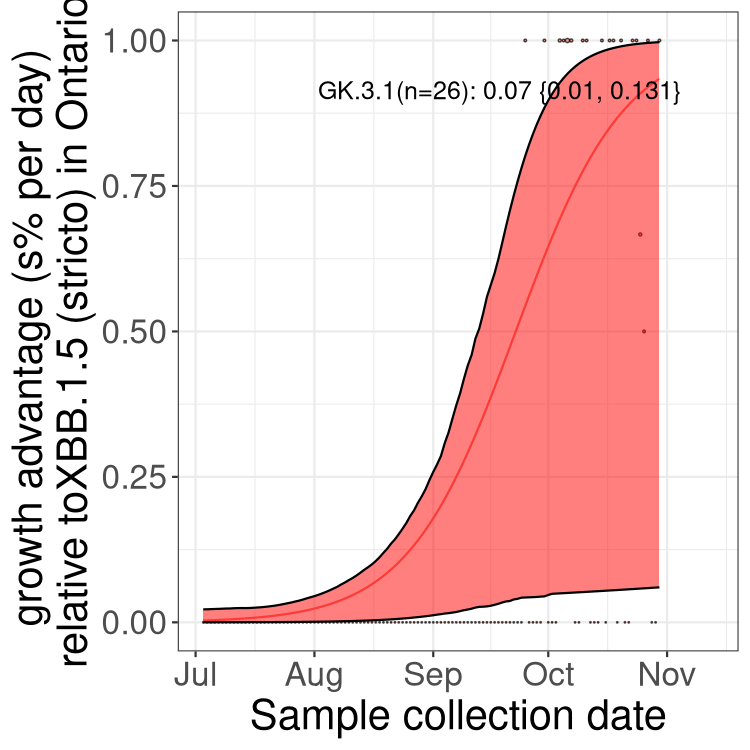 growth advantage (s% per day)
relative toXBB.1.5 (stricto) in Ontario
1.00
0.75
0.50
0.25
0.00
GK.3.1(n=26): 0.07 {0.01, 0.131}
Jul Aug Sep Oct Nov
Sample collection date